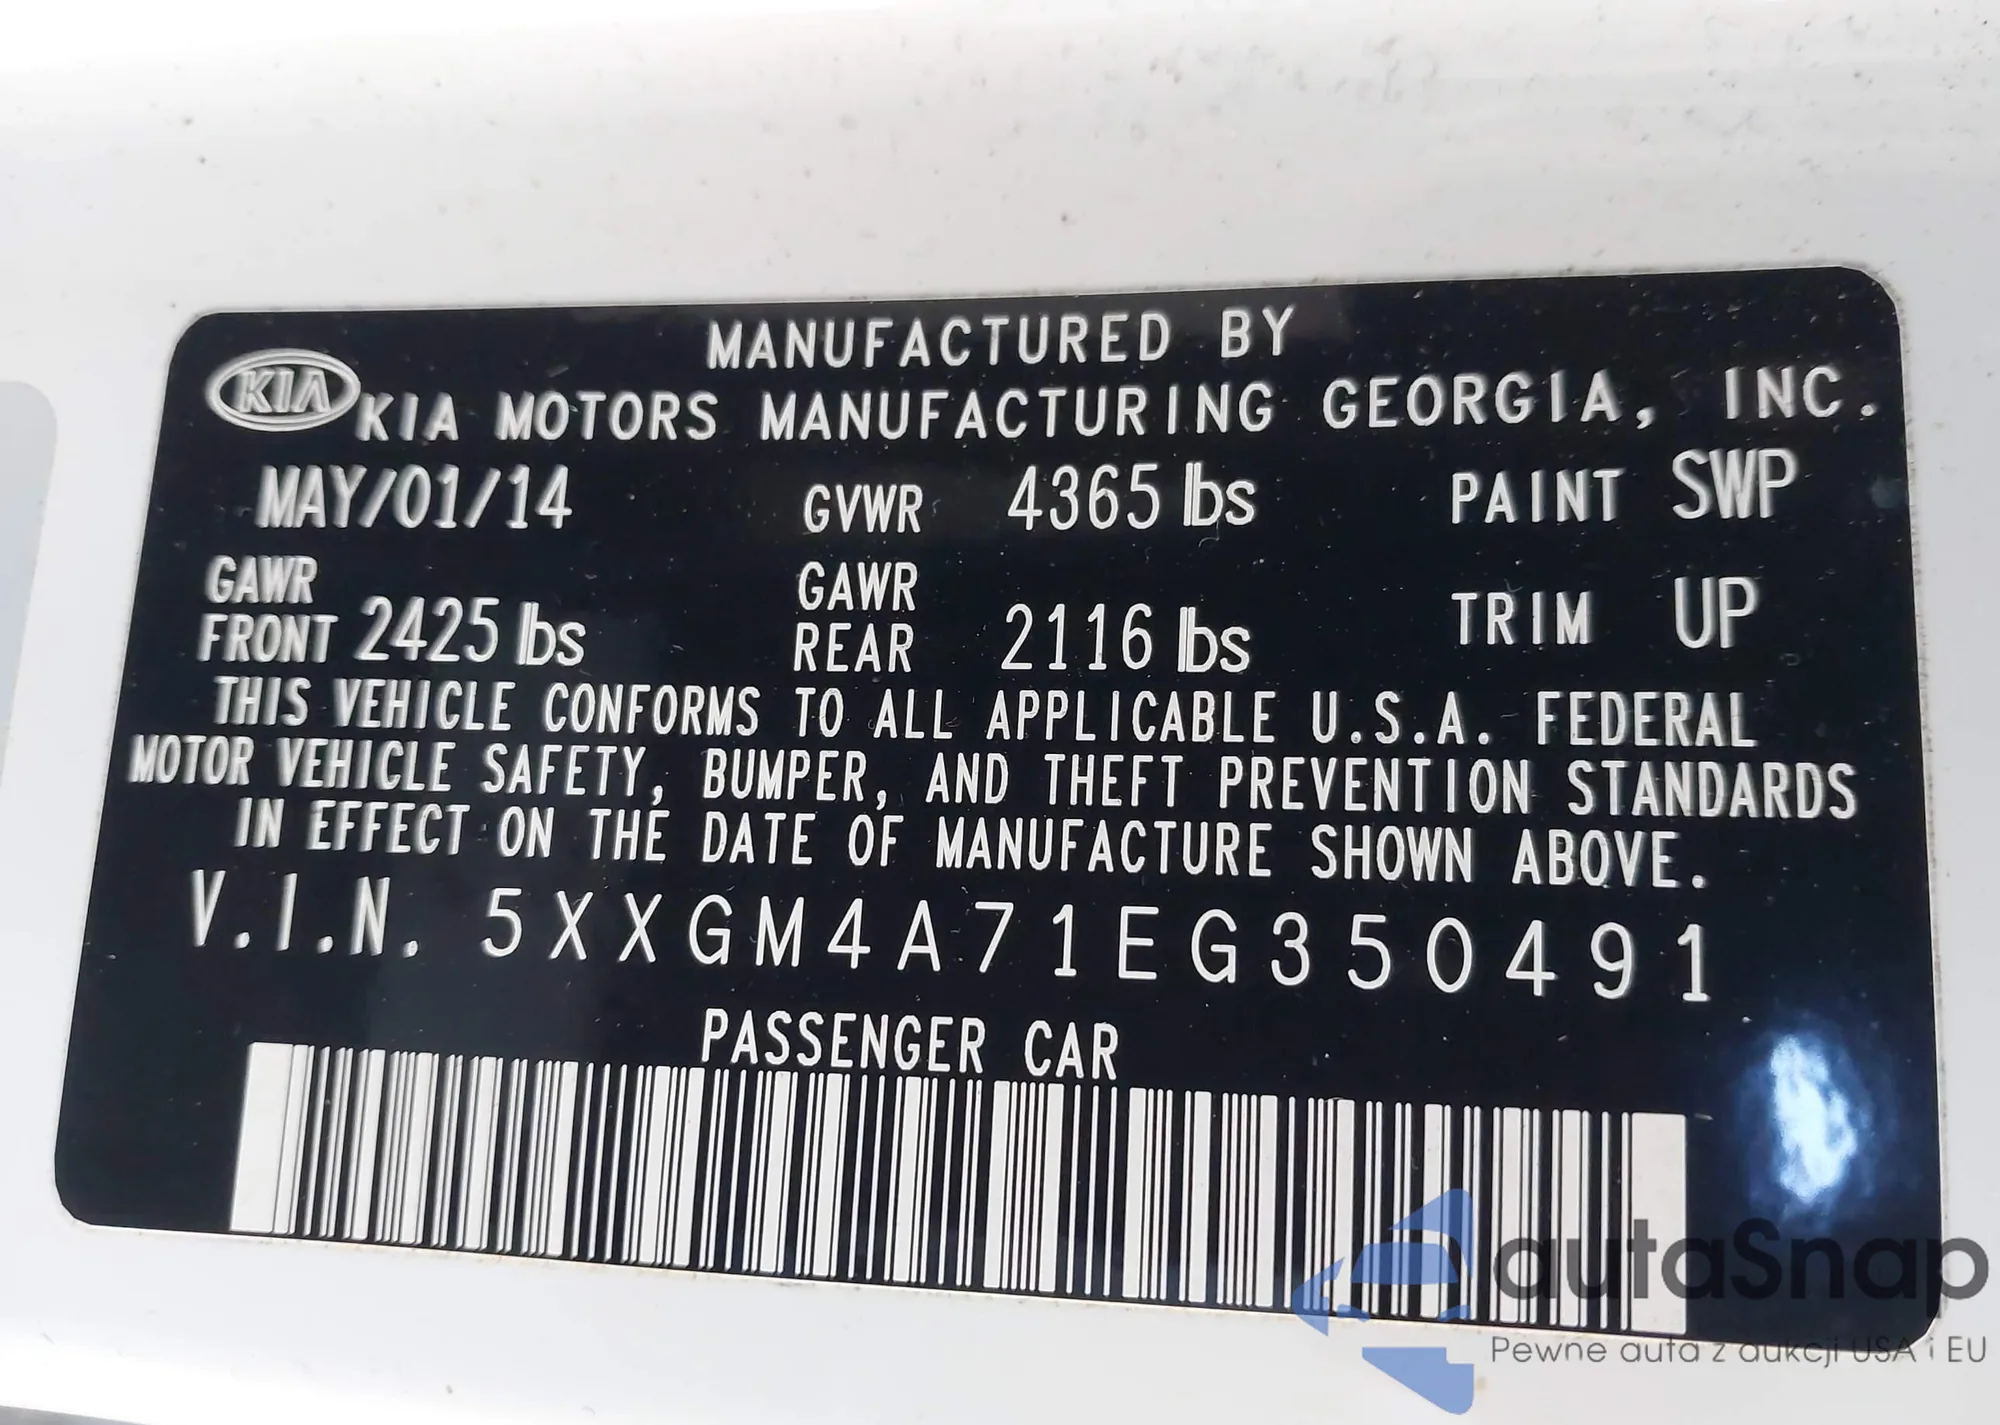 MANUFACTURED BY
KIA KIA MOTORS MANUFACTURING GEORGIA, INC.
MAY/01/14 GVWR 4365 lbs PAINT SWP
GAWR FRONT 2425 lbs GAWR REAR 2116 lbs TRIM UP
THIS VEHICLE CONFORMS TO ALL APPLICABLE U.S.A. FEDERAL
MOTOR VEHICLE SAFETY, BUMPER, AND THEFT PREVENTION STANDARDS
IN EFFECT ON THE DATE OF MANUFACTURE SHOWN ABOVE.
V.I.N. 5XXGM4A71EG350491
PASSENGER CAR
autaSnap
Pewne auta z aukcji USA i EU